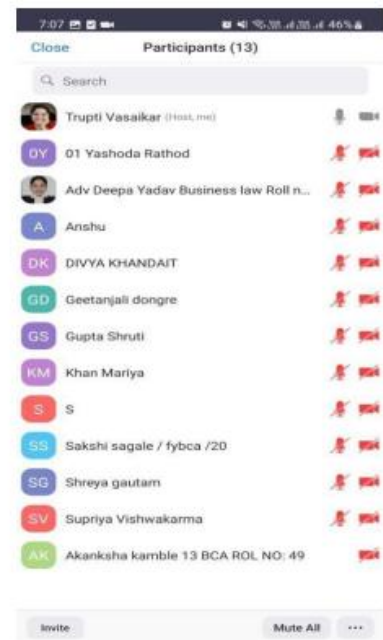 7:07 46%
Close Participants (13)
Search
Trupti Vasaikar (Host, me)
OY 01 Yashoda Rathod
Adv Deepa Yadav Business law Roll n...
A Anshu
DK DIVYA KHANDAIT
GD Geetanjali dongre
GS Gupta Shruti
KM Khan Mariya
S S
SS Sakshi sagale / fybca /20
SG Shreya gautam
SV Supriya Vishwakarma
AK Akanksha kamble 13 BCA ROL NO: 49
Invite Mute All ...